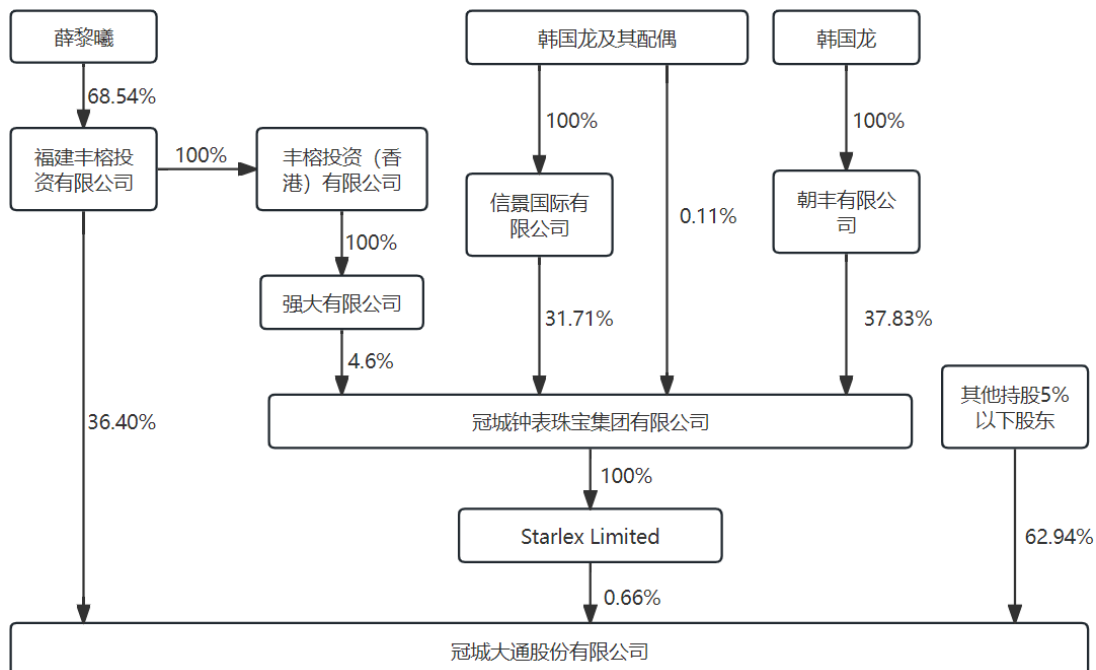 薛黎曦
韩国龙及其配偶
韩国龙
68.54%
100%
100%
福建丰榕投
资有限公司
100%
丰榕投资（香
港）有限公司
信景国际有
限公司
0.11%
朝丰有限公
司
100%
强大有限公司
31.71%
37.83%
4.6%
其他持股5%
以下股东
36.40%
冠城钟表珠宝集团有限公司
100%
Starlex Limited
62.94%
0.66%
冠城大通股份有限公司